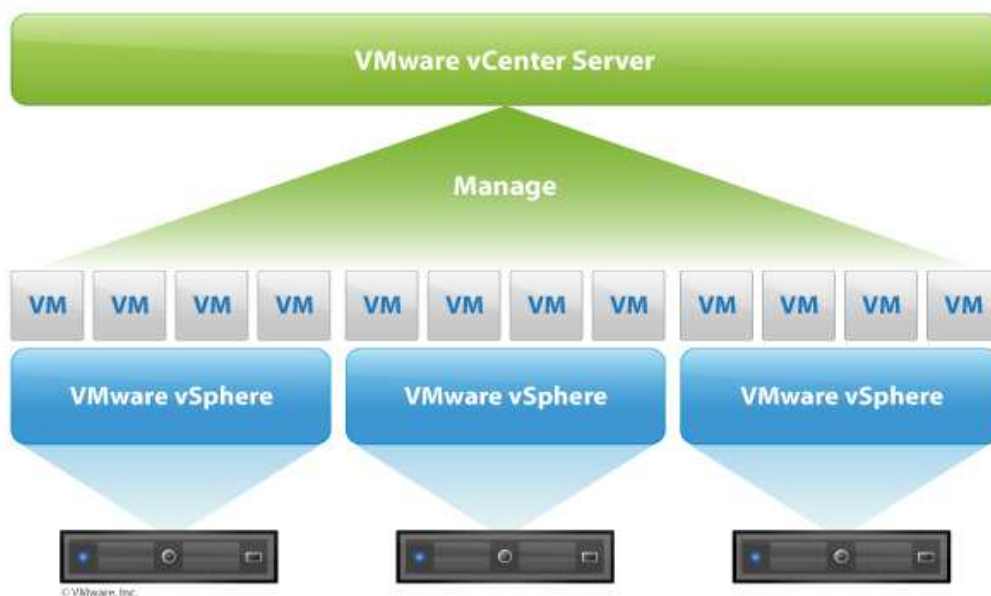 VMware vCenter Server
Manage
VM VM VM VM VM VM VM VM VM VM VM VM
VMware vSphere VMware vSphere VMware vSphere
© VMware, Inc.